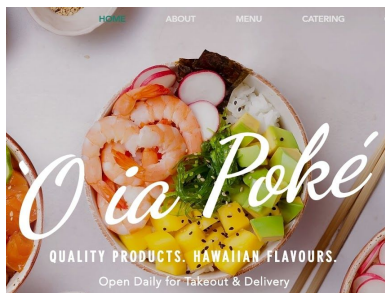 HOME ABOUT MENU CATERING
O ia Poké
QUALITY PRODUCTS. HAWAIIAN FLAVOURS.
Open Daily for Takeout & Delivery